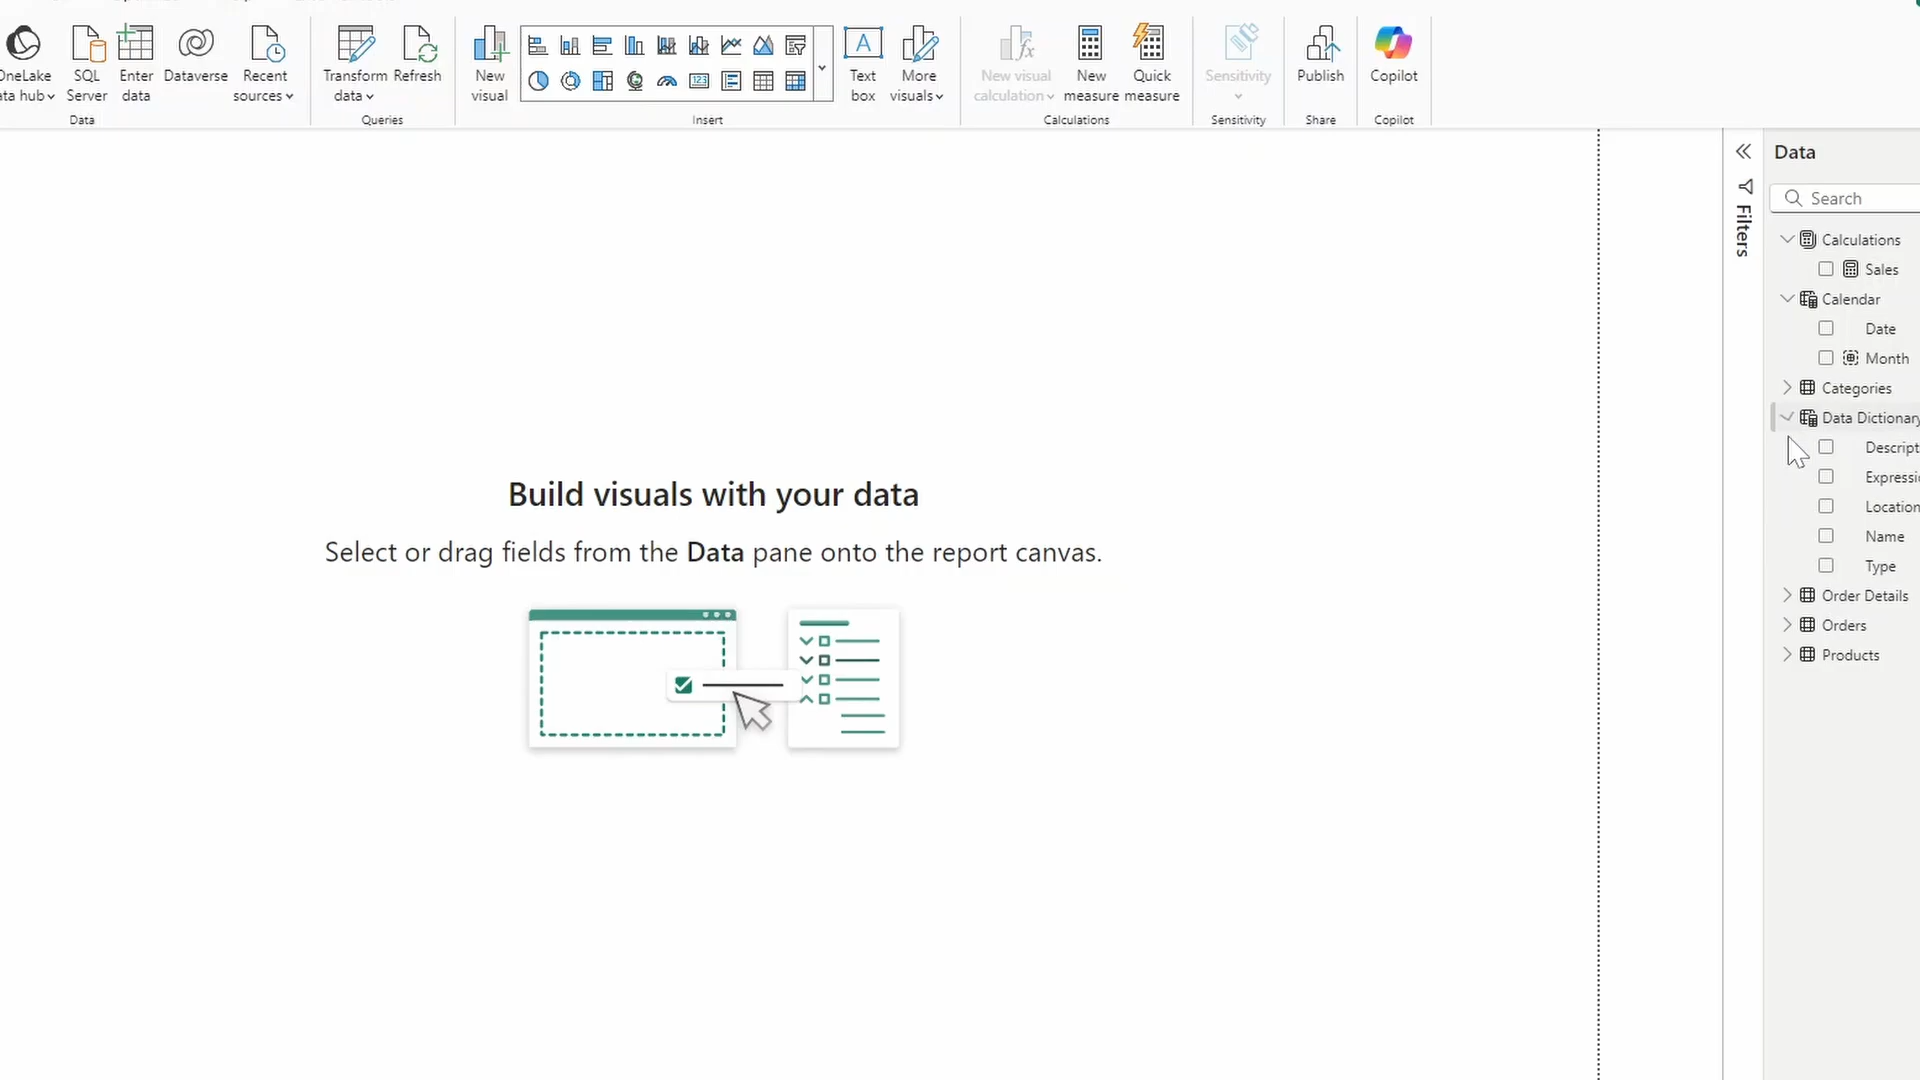 OneLake
ata hub
SQL
Server
Enter
data
Dataverse
Recent
sources
Data
Transform
data
Refresh
Queries
New
visual
123
A
Text
box
More
visuals
Insert
fx
New visual
calculation
New
measure
Quick
measure
Calculations
Sensitivity
Sensitivity
Publish
Share
Copilot
Copilot
Filters
Data
Search
Calculations
Sales
Calendar
Date
Month
Categories
Data Dictionary
Descript
Expressi
Location
Name
Type
Order Details
Orders
Products
Build visuals with your data
Select or drag fields from the Data pane onto the report canvas.